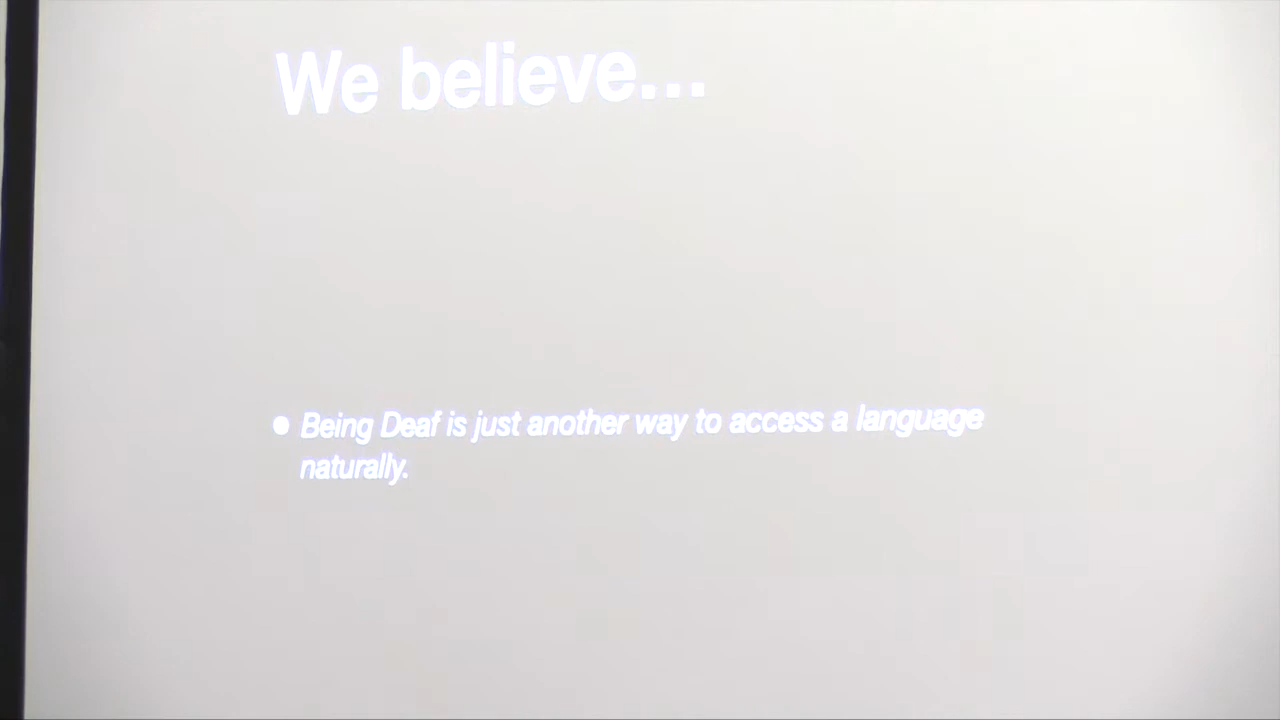 We believe...
• Being Deaf is just another way to access a language
naturally.